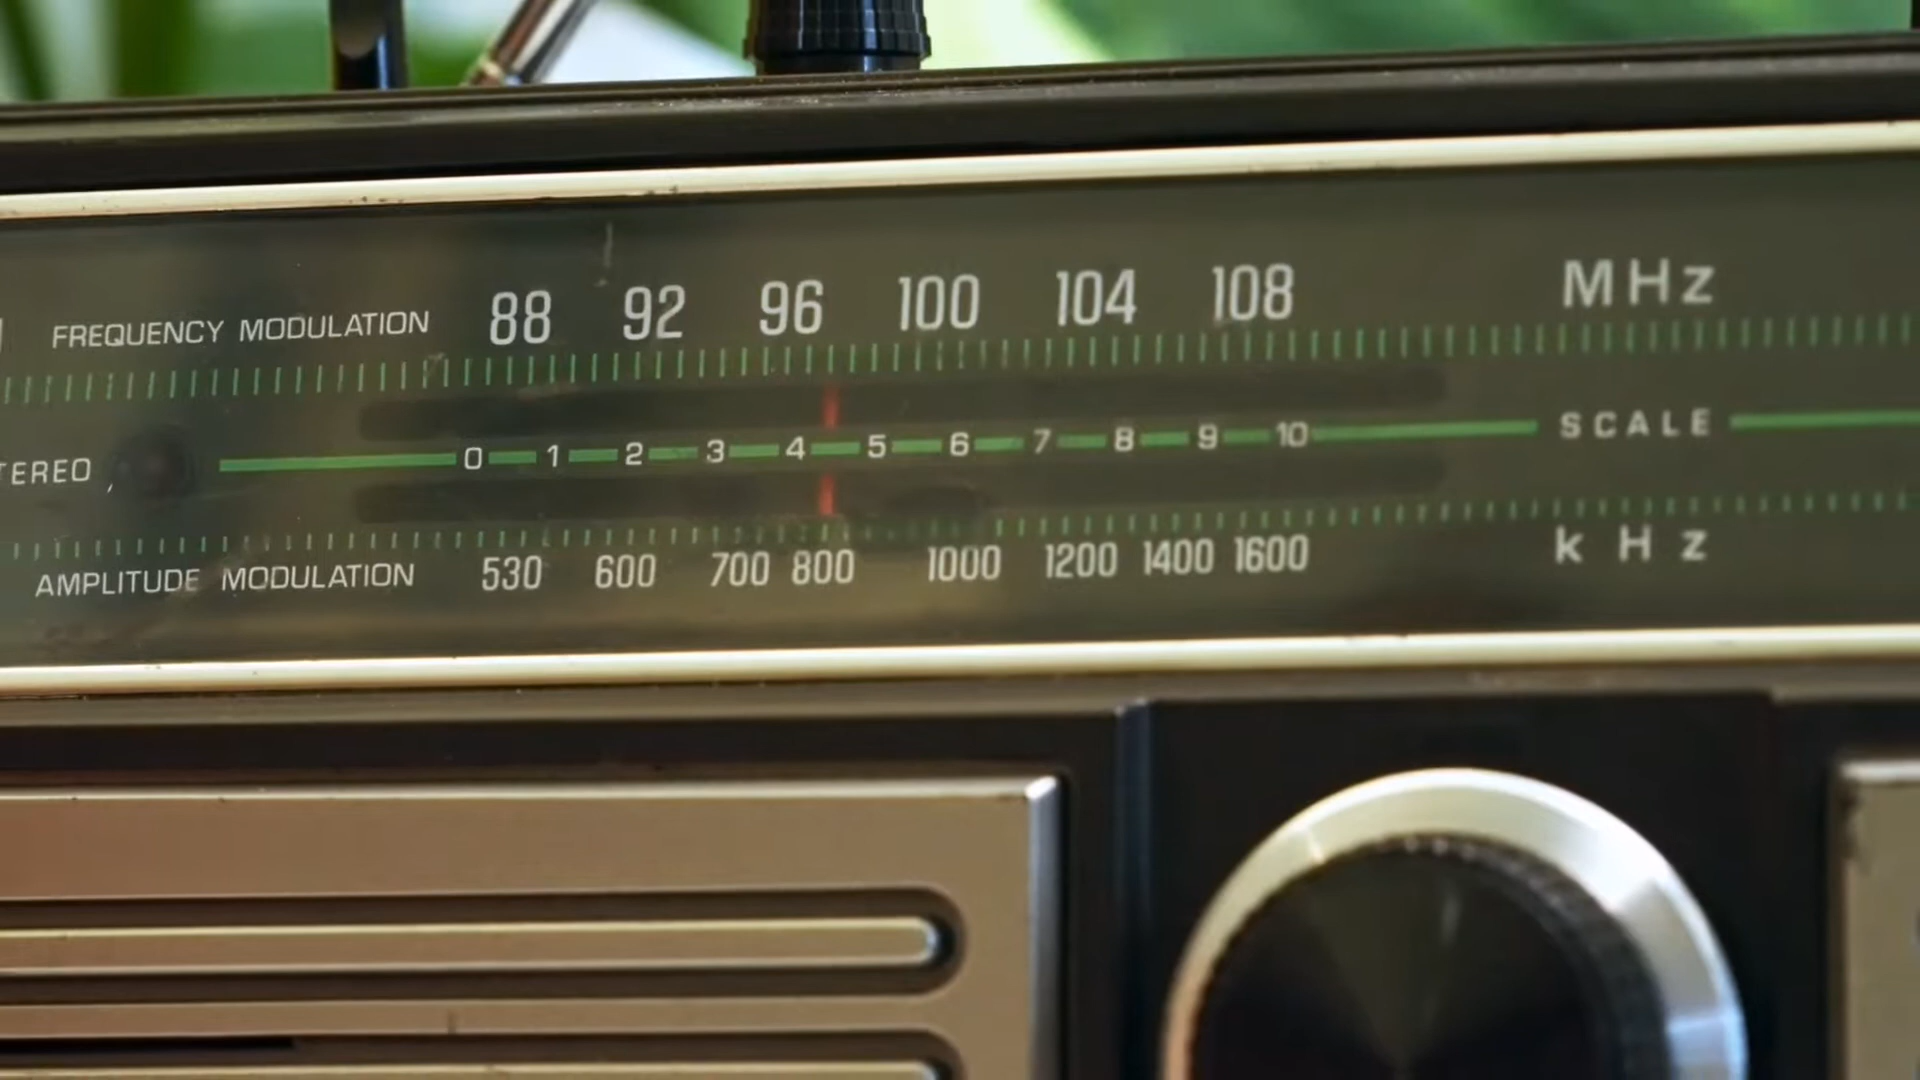 FREQUENCY MODULATION 88 92 96 100 104 108 MHz
TEREO 0 1 2 3 4 5 6 7 8 9 10 SCALE
AMPLITUDE MODULATION 530 600 700 800 1000 1200 1400 1600 kHz